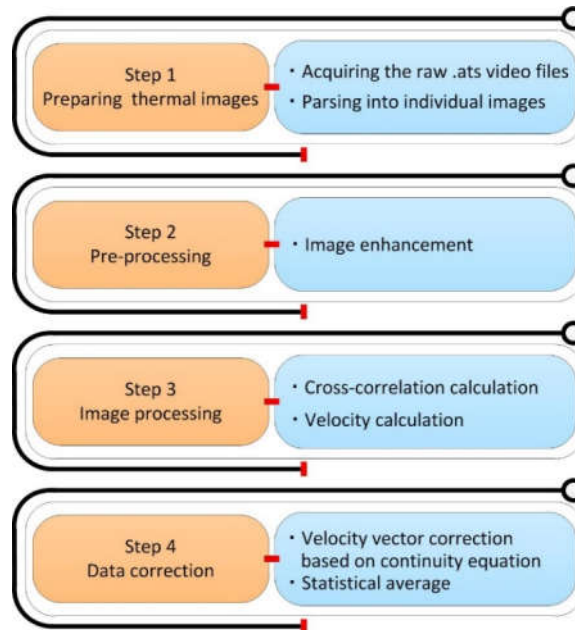 Step 1
Preparing thermal images
・Acquiring the raw .ats video files
・Parsing into individual images
Step 2
Pre-processing
・Image enhancement
Step 3
Image processing
・Cross-correlation calculation
・Velocity calculation
Step 4
Data correction
・Velocity vector correction
based on continuity equation
・Statistical average